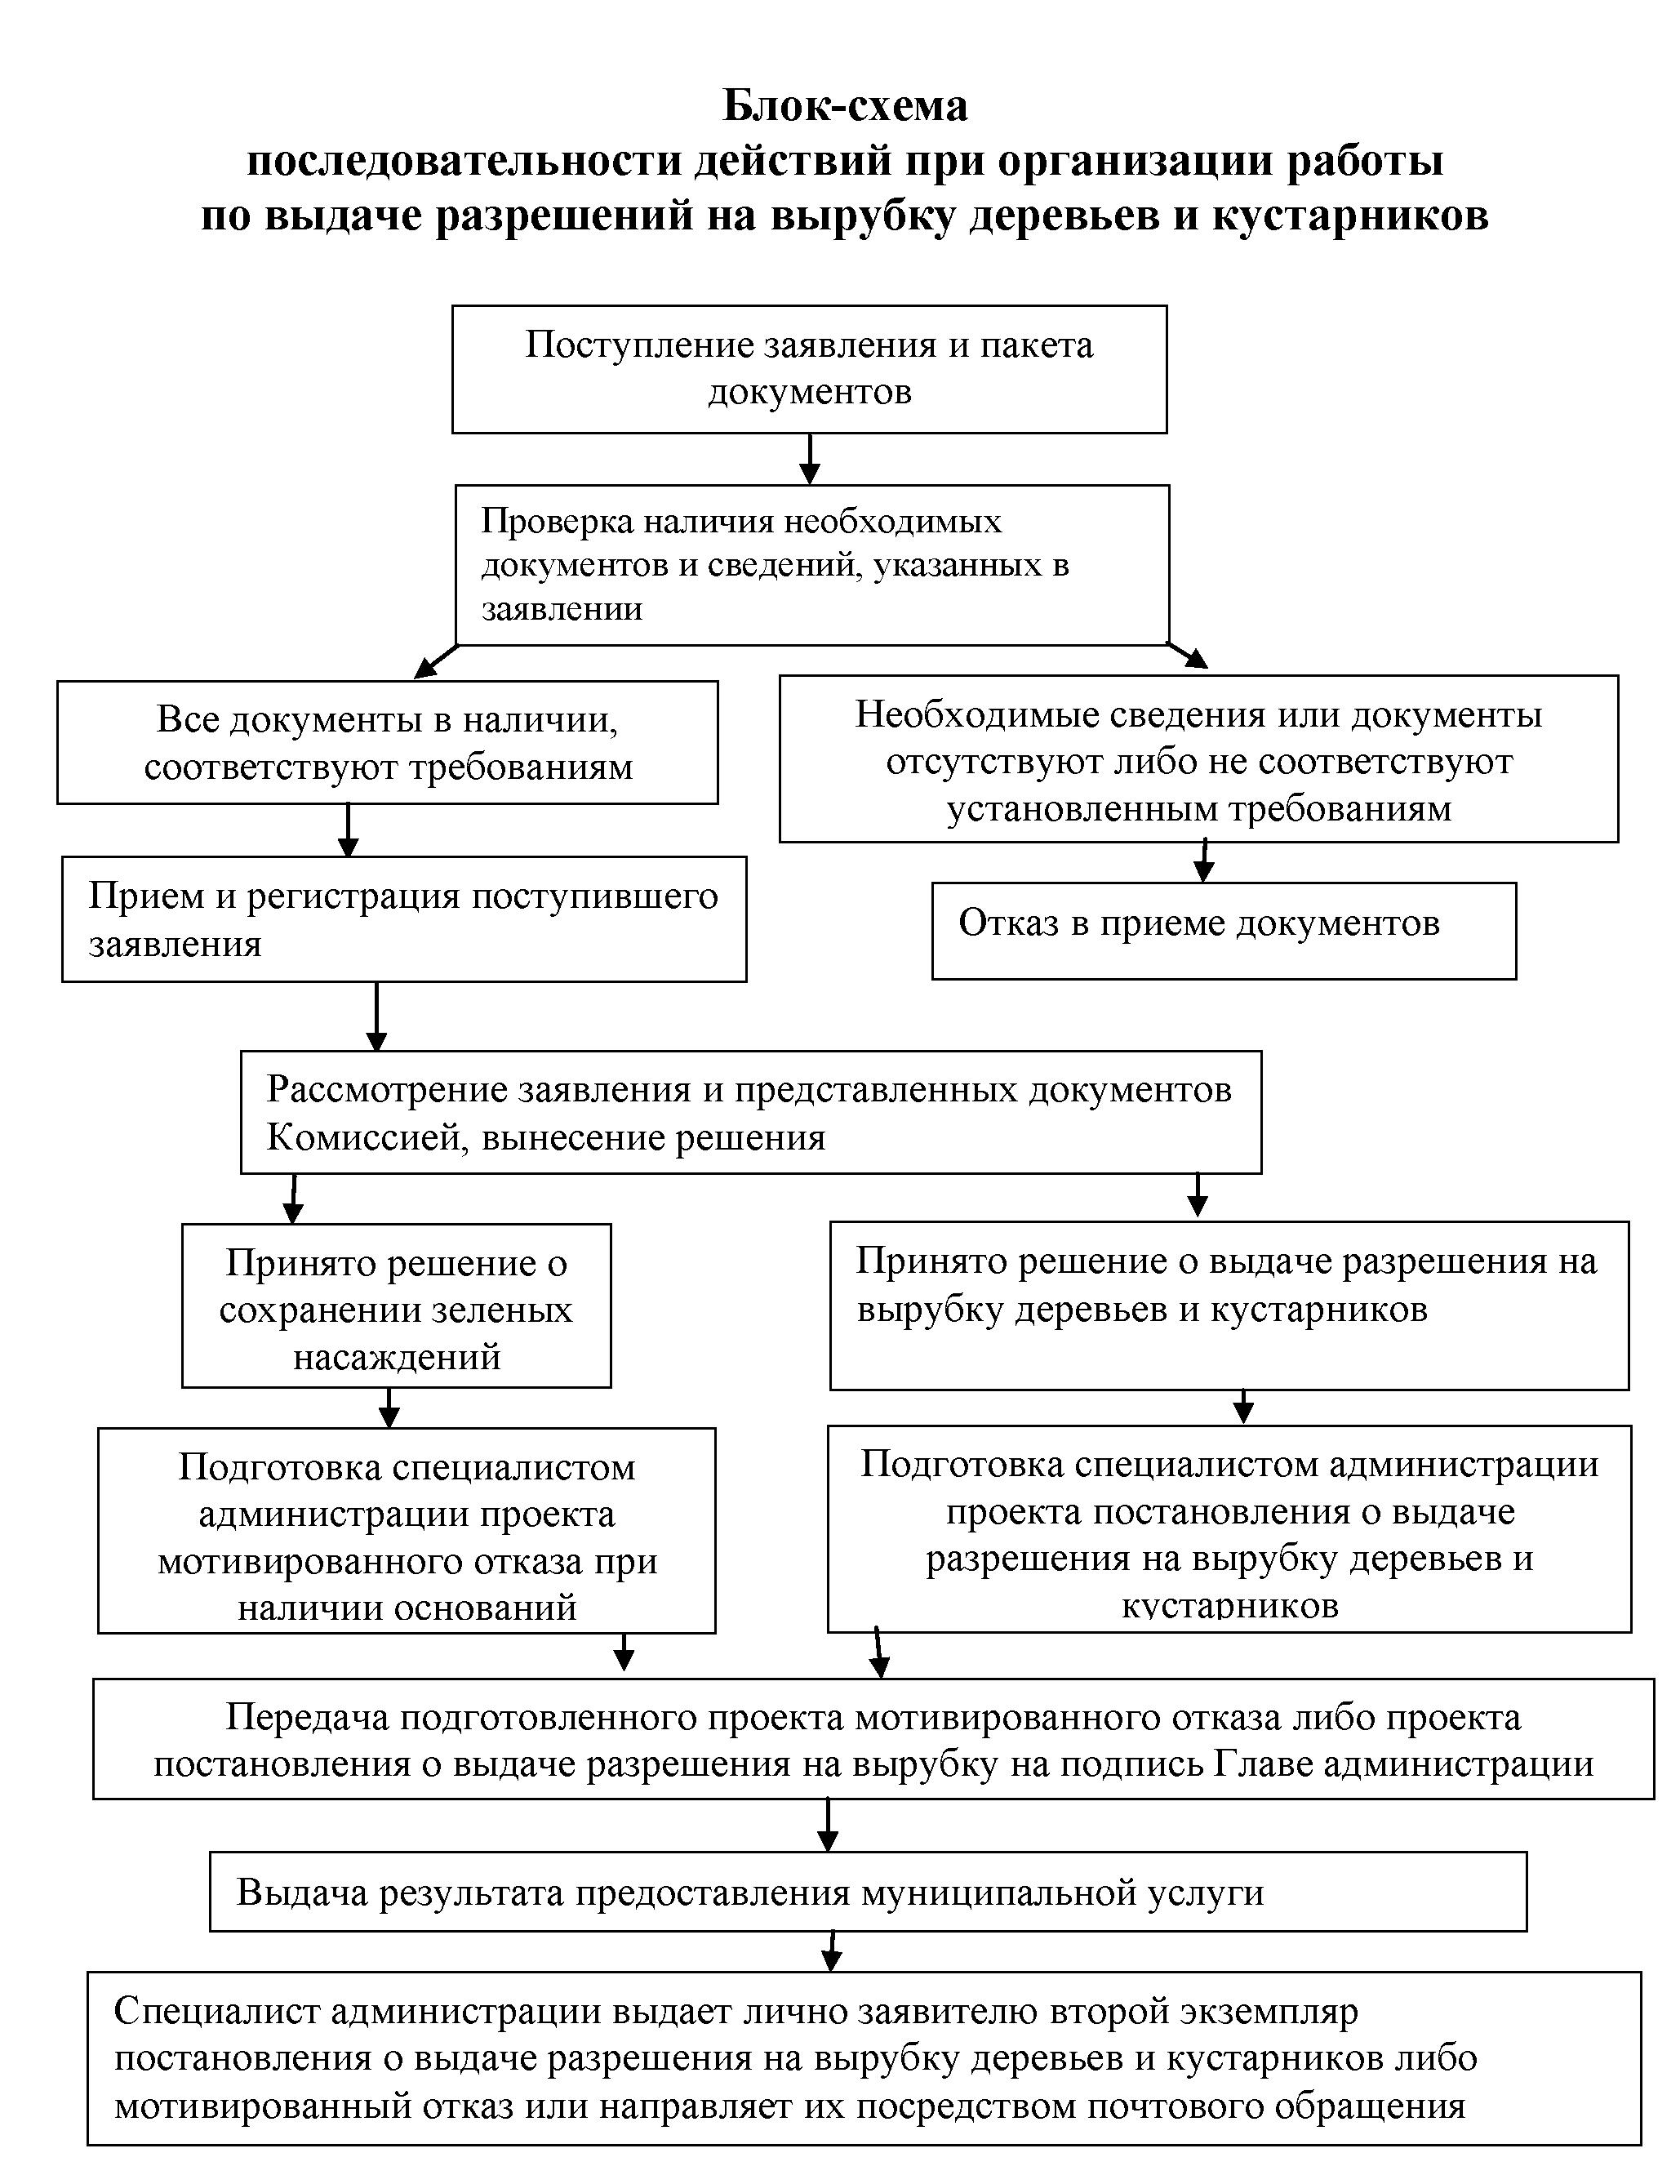 Блок-схема
последовательности действий при организации работы
по выдаче разрешений на вырубку деревьев и кустарников
Поступление заявления и пакета
документов
Проверка наличия необходимых
документов и сведений, указанных в
заявлении
Все документы в наличии,
соответствуют требованиям
Необходимые сведения или документы
отсутствуют либо не соответствуют
установленным требованиям
Прием и регистрация поступившего
заявления
Отказ в приеме документов
Рассмотрение заявления и представленных документов
Комиссией, вынесение решения
Принято решение о
сохранении зеленых
насаждений
Принято решение о выдаче разрешения на
вырубку деревьев и кустарников
Подготовка специалистом
администрации проекта
мотивированного отказа при
наличии оснований
Подготовка специалистом администрации
проекта постановления о выдаче
разрешения на вырубку деревьев и
кустарников
Передача подготовленного проекта мотивированного отказа либо проекта
постановления о выдаче разрешения на вырубку на подпись Главе администрации
Выдача результата предоставления муниципальной услуги
Специалист администрации выдает лично заявителю второй экземпляр
постановления о выдаче разрешения на вырубку деревьев и кустарников либо
мотивированный отказ или направляет их посредством почтового обращения